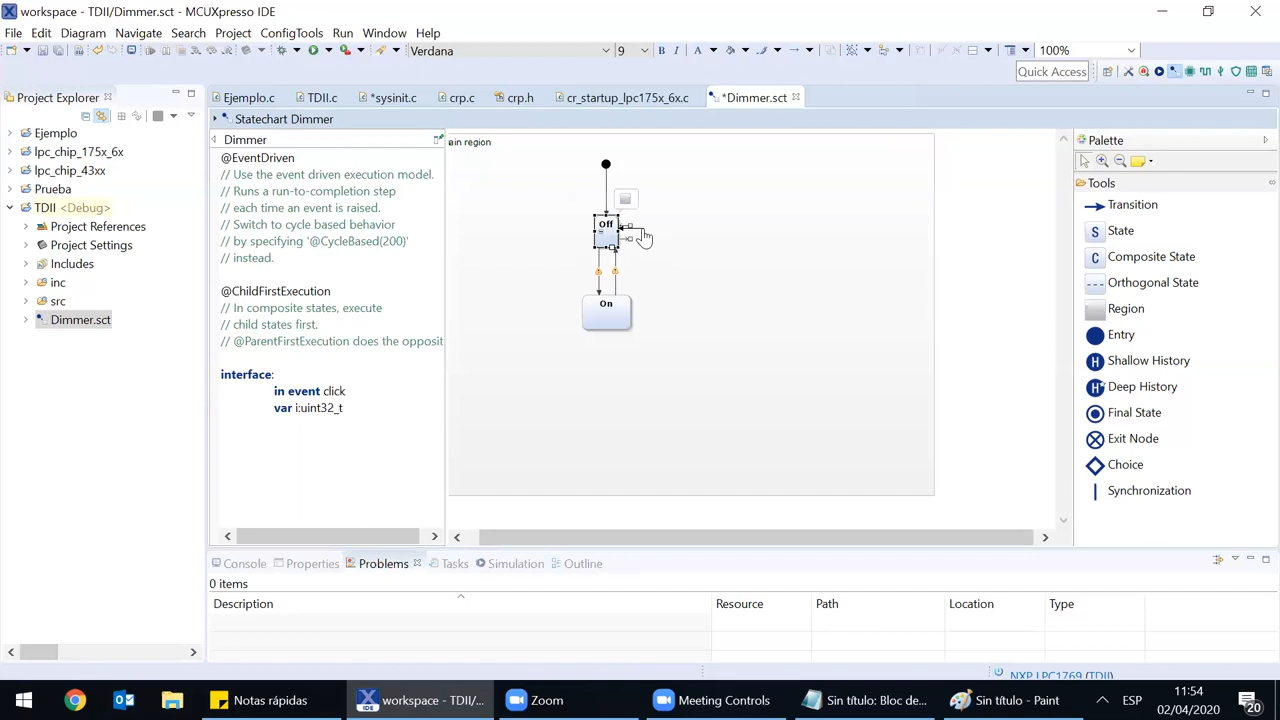 workspace - TDII/Dimmer.sct - MCUXpresso IDE
File Edit Diagram Navigate Search Project ConfigTools Run Window Help
Verdana 9 B I A 100%
Quick Access
Project Explorer
Ejemplo.c TDII.c *sysinit.c crp.c crp.h cr_startup_lpc175x_6x.c *Dimmer.sct
Statechart Dimmer
Ejemplo
lpc_chip_175x_6x
lpc_chip_43xx
Prueba
TDII <Debug>
Project References
Project Settings
Includes
inc
src
Dimmer.sct
Dimmer
@EventDriven
// Use the event driven execution model.
// Runs a run-to-completion step
// each time an event is raised.
// Switch to cycle based behavior
// by specifying '@CycleBased(200)'
// instead.
@ChildFirstExecution
// In composite states, execute
// child states first.
// @ParentFirstExecution does the opposit
interface:
in event click
var i:uint32_t
ain region
Off
On
Palette
Tools
Transition
S State
C Composite State
Orthogonal State
Region
Entry
H Shallow History
H* Deep History
Final State
Exit Node
Choice
Synchronization
Console Properties Problems Tasks Simulation Outline
0 items
Description Resource Path Location Type
NXP LPC1769 (TDII)
Notas rápidas
IDE workspace - TDII/...
Zoom
Meeting Controls
Sin título: Bloc de...
Sin título - Paint
ESP
11:54
02/04/2020
20